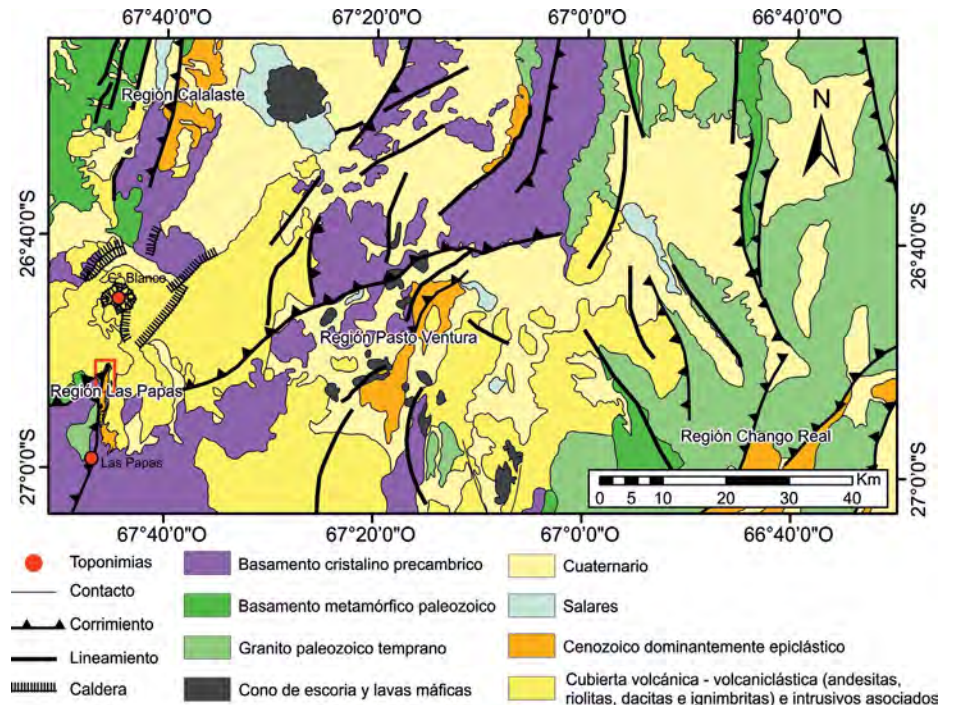 67°40'0"O 67°20'0"O 67°0'0"O 66°40'0"O
Región Calalaste
N
26°40'0"S
26°40'0"S
Cº Blanco
Región Pasto Ventura
Región Las Papas
Región Chango Real
Las Papas
27°0'0"S
27°0'0"S
Km
0 5 10 20 30 40
67°40'0"O 67°20'0"O 67°0'0"O 66°40'0"O
Toponimias
Contacto
Corrimiento
Lineamiento
Caldera
Basamento cristalino precambrico
Basamento metamórfico paleozoico
Granito paleozoico temprano
Cono de escoria y lavas máficas
Cuaternario
Salares
Cenozoico dominantemente epiclástico
Cubierta volcánica - volcaniclástica (andesitas,
riolitas, dacitas e ignimbritas) e intrusivos asociados